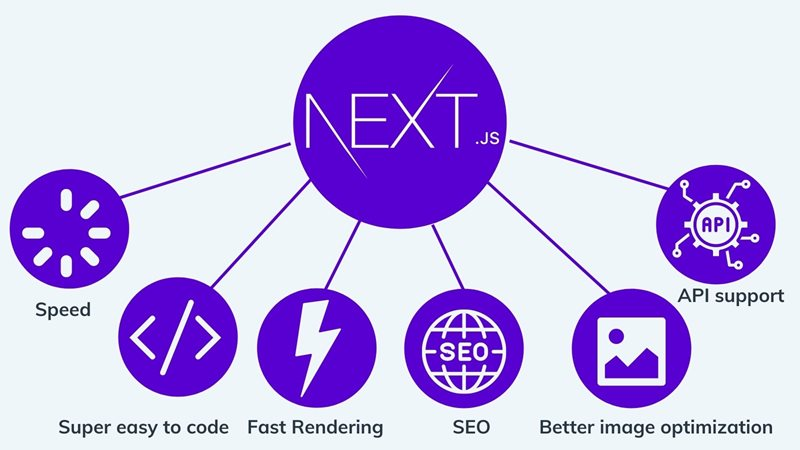 NEXT.JS
API
API support
Speed
SEO
Super easy to code
Fast Rendering
SEO
Better image optimization